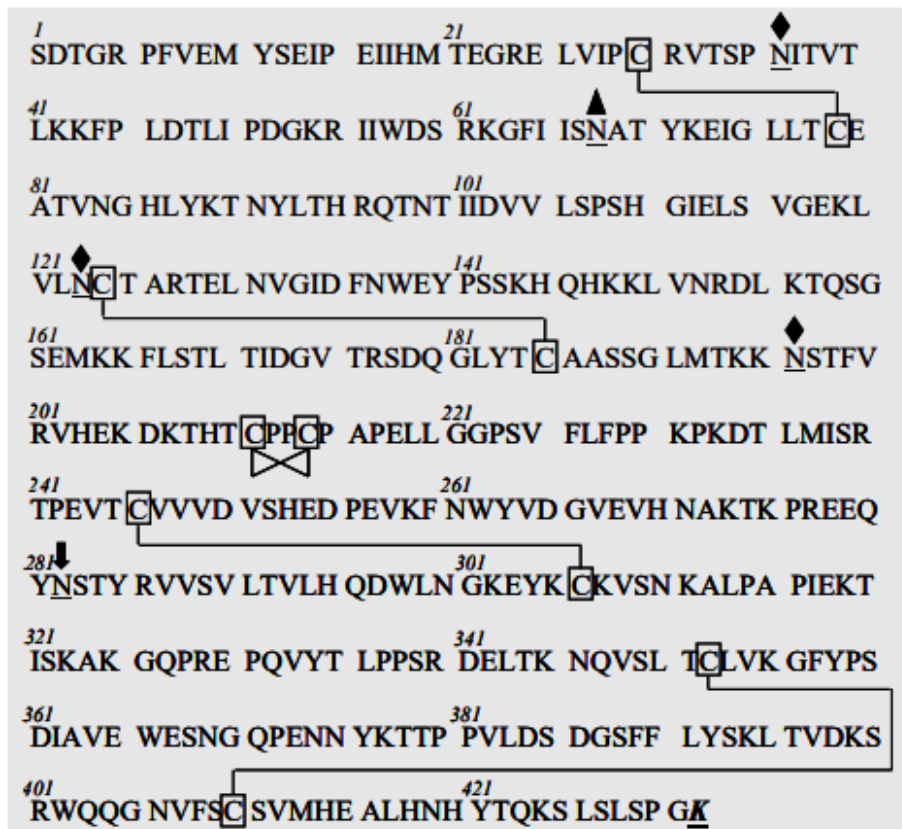 1 21
SDTGR PFVEM YSEIP EIIHM TEGRE LVIPC RVTSP NITVT
41 61
LKKFP LDTLI PDGKR IIWDS RKGFI ISNAT YKEIG LLTCE
81 101
ATVNG HLYKT NYLTH RQTNT IIDVV LSPSH GIELS VGEKL
121 141
VLNCT ARTEL NVGID FNWEY PSSKH QHKKL VNRDL KTQSG
161 181
SEMKK FLSTL TIDGV TRSDQ GLYTC AASSG LMTKK NSTFV
201 221
RVHEK DKTHT CPPCP APELL GGPSV FLFPP KPKDT LMISR
241 261
TPEVT CVVVD VSHED PEVKF NWYVD GVEVH NAKTK PREEQ
281 301
YNSTY RVVSV LTVLH QDWLN GKEYK CKVSN KALPA PIEKT
321 341
ISKAK GQPRE PQVYT LPPSR DELTK NQVSL TCLVK GFYPS
361 381
DIAVE WESNG QPENN YKTTP PVLDS DGSFF LYSKL TVDKS
401 421
RWQQG NVFSC SVMHE ALHNH YTQKS LSLSP GK